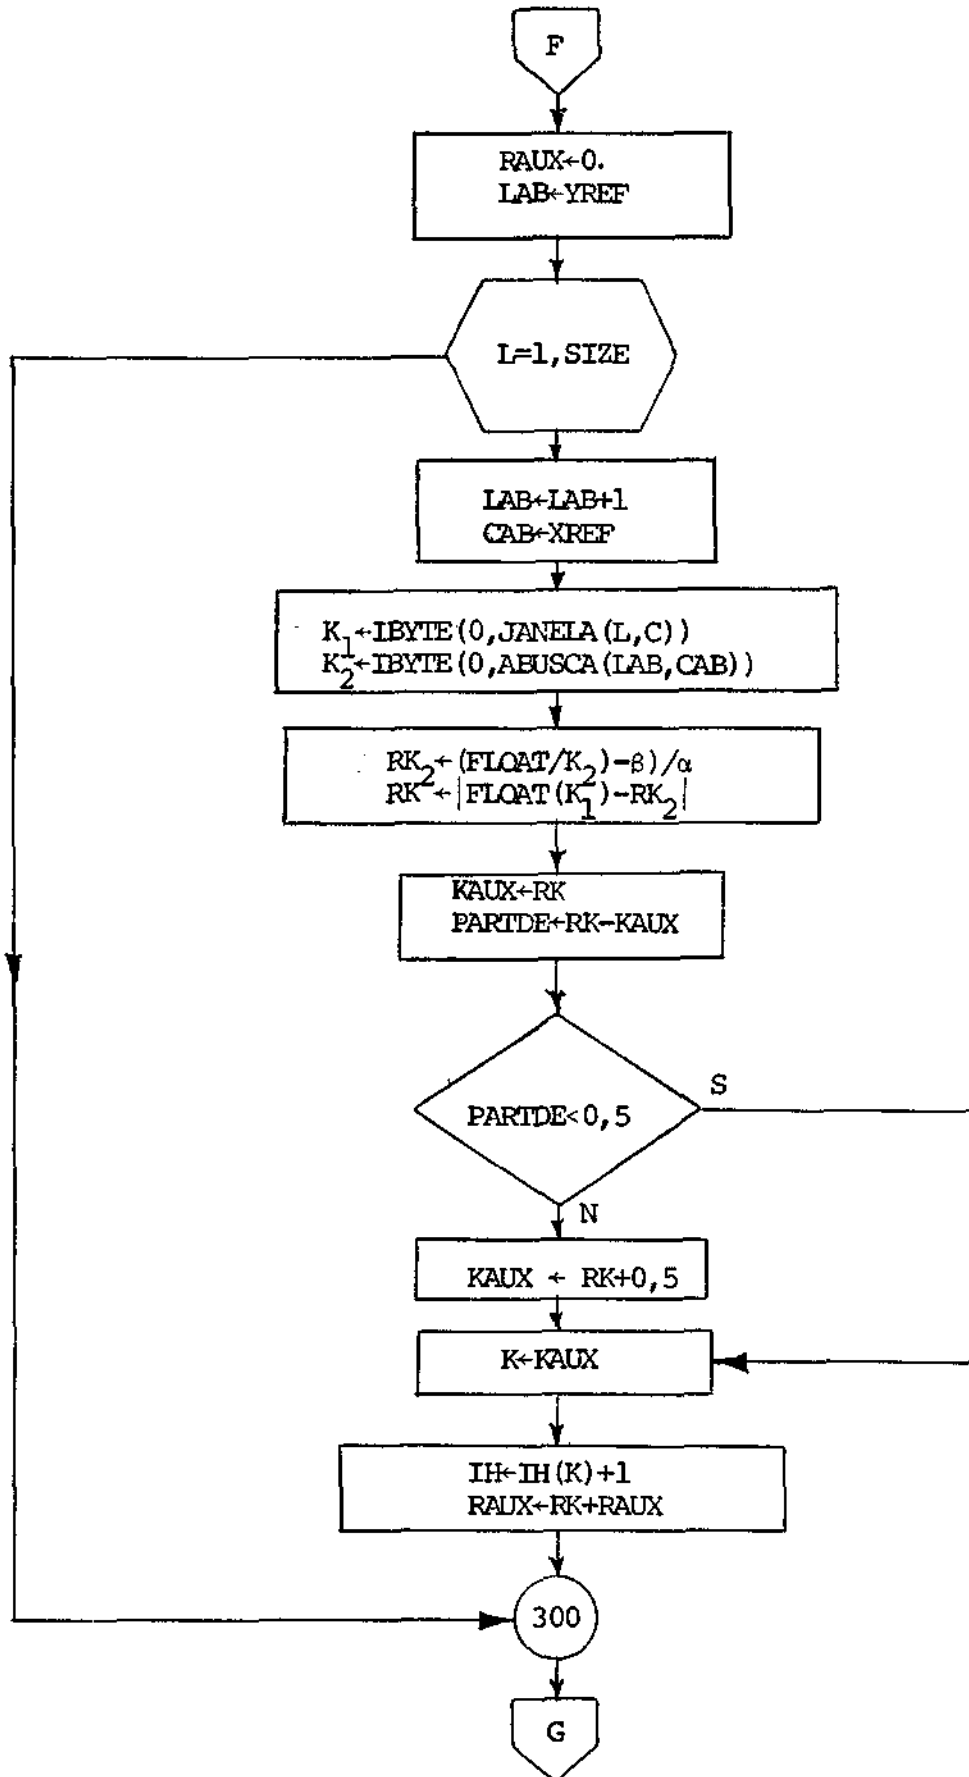 F
RAUX←0.
LAB←YREF
L=1,SIZE
LAB←LAB+1
CAB←XREF
K1←IBYTE(0,JANELA(L,C))
K2←IBYTE(0,ABUSCA(LAB,CAB))
RK2←(FLOAT/K2)-β)/α
RK←|FLOAT(K1)-RK2|
KAUX←RK
PARTDE←RK-KAUX
PARTDE<0,5
S
N
KAUX ← RK+0,5
K←KAUX
IH←IH(K)+1
RAUX←RK+RAUX
300
G